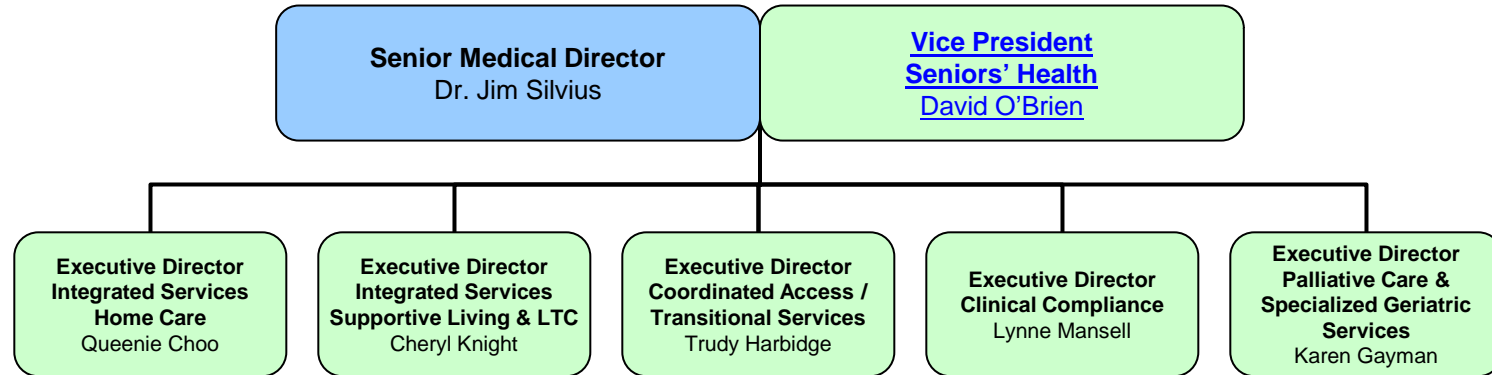 Senior Medical Director
Dr. Jim Silvius
Vice President
Seniors’ Health
David O’Brien
Executive Director
Integrated Services
Home Care
Queenie Choo
Executive Director
Integrated Services
Supportive Living & LTC
Cheryl Knight
Executive Director
Coordinated Access /
Transitional Services
Trudy Harbidge
Executive Director
Clinical Compliance
Lynne Mansell
Executive Director
Palliative Care &
Specialized Geriatric
Services
Karen Gayman